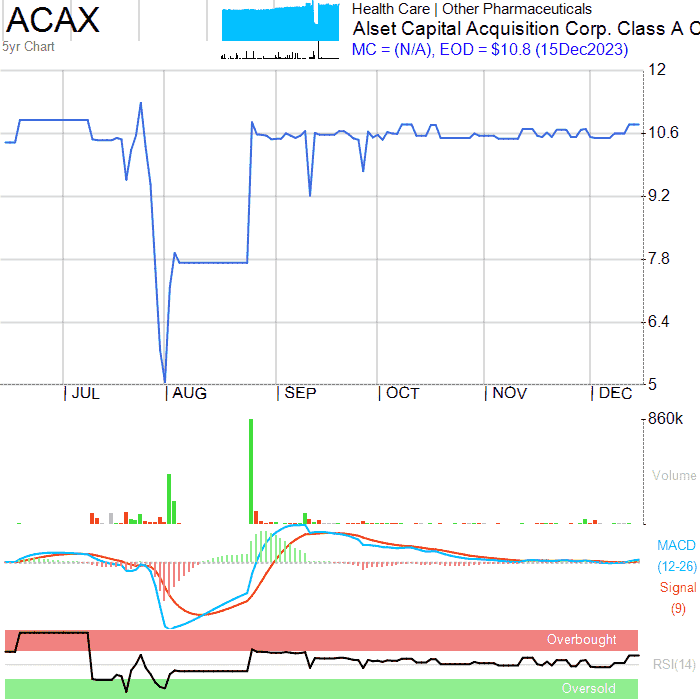 ACAX
5yr Chart
Health Care | Other Pharmaceuticals
Alset Capital Acquisition Corp. Class A C
MC = (N/A), EOD = $10.8 (15Dec2023)
12
10.6
9.2
7.8
6.4
5
JUL AUG SEP OCT NOV DEC
860k
Volume
MACD
(12-26)
Signal
(9)
Overbought
RSI(14)
Oversold